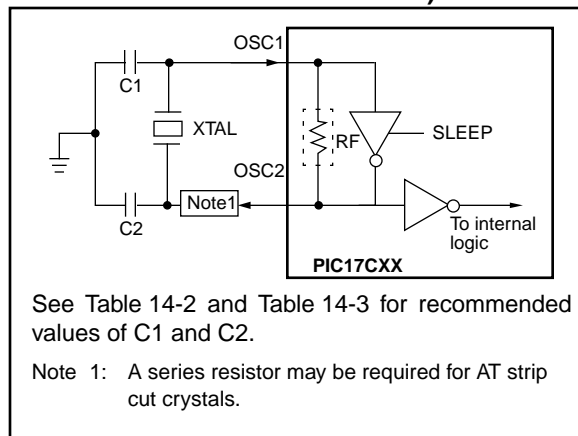 OSC1
C1
XTAL
RF
SLEEP
OSC2
Note1
C2
To internal
logic
PIC17CXX
See Table 14-2 and Table 14-3 for recommended
values of C1 and C2.
Note 1: A series resistor may be required for AT strip
cut crystals.